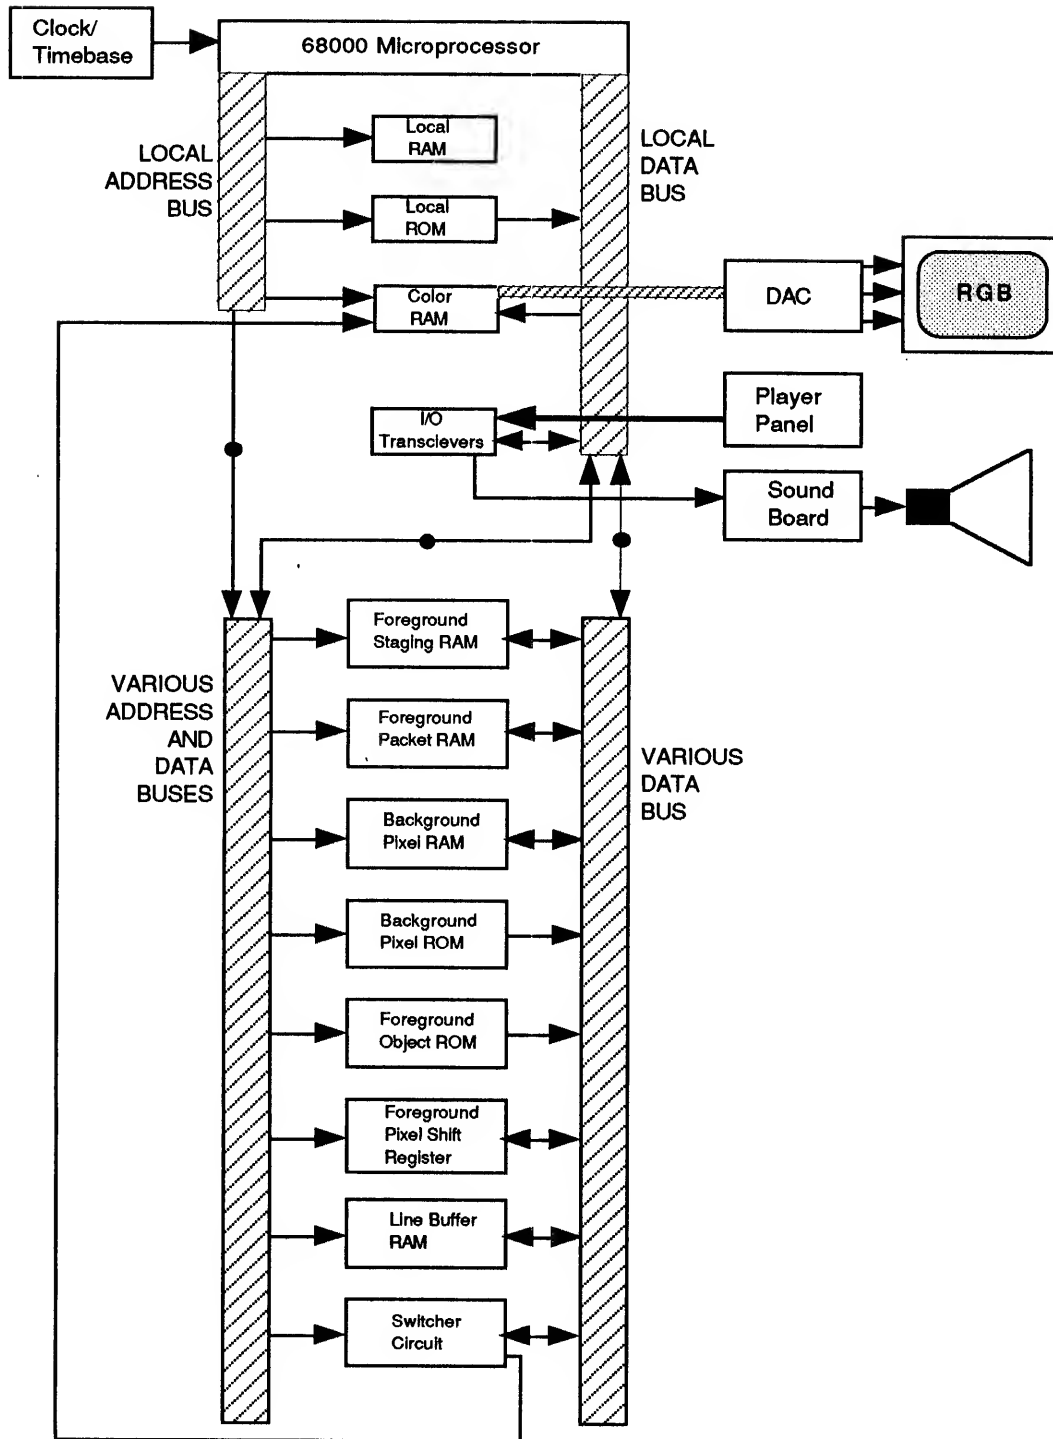 Clock/
Timebase
68000 Microprocessor
LOCAL
ADDRESS
BUS
Local
RAM
LOCAL
DATA
BUS
Local
ROM
Color
RAM
DAC
RGB
I/O
Transcievers
Player
Panel
Sound
Board
VARIOUS
ADDRESS
AND
DATA
BUSES
Foreground
Staging RAM
Foreground
Packet RAM
VARIOUS
DATA
BUS
Background
Pixel RAM
Background
Pixel ROM
Foreground
Object ROM
Foreground
Pixel Shift
Register
Line Buffer
RAM
Switcher
Circuit